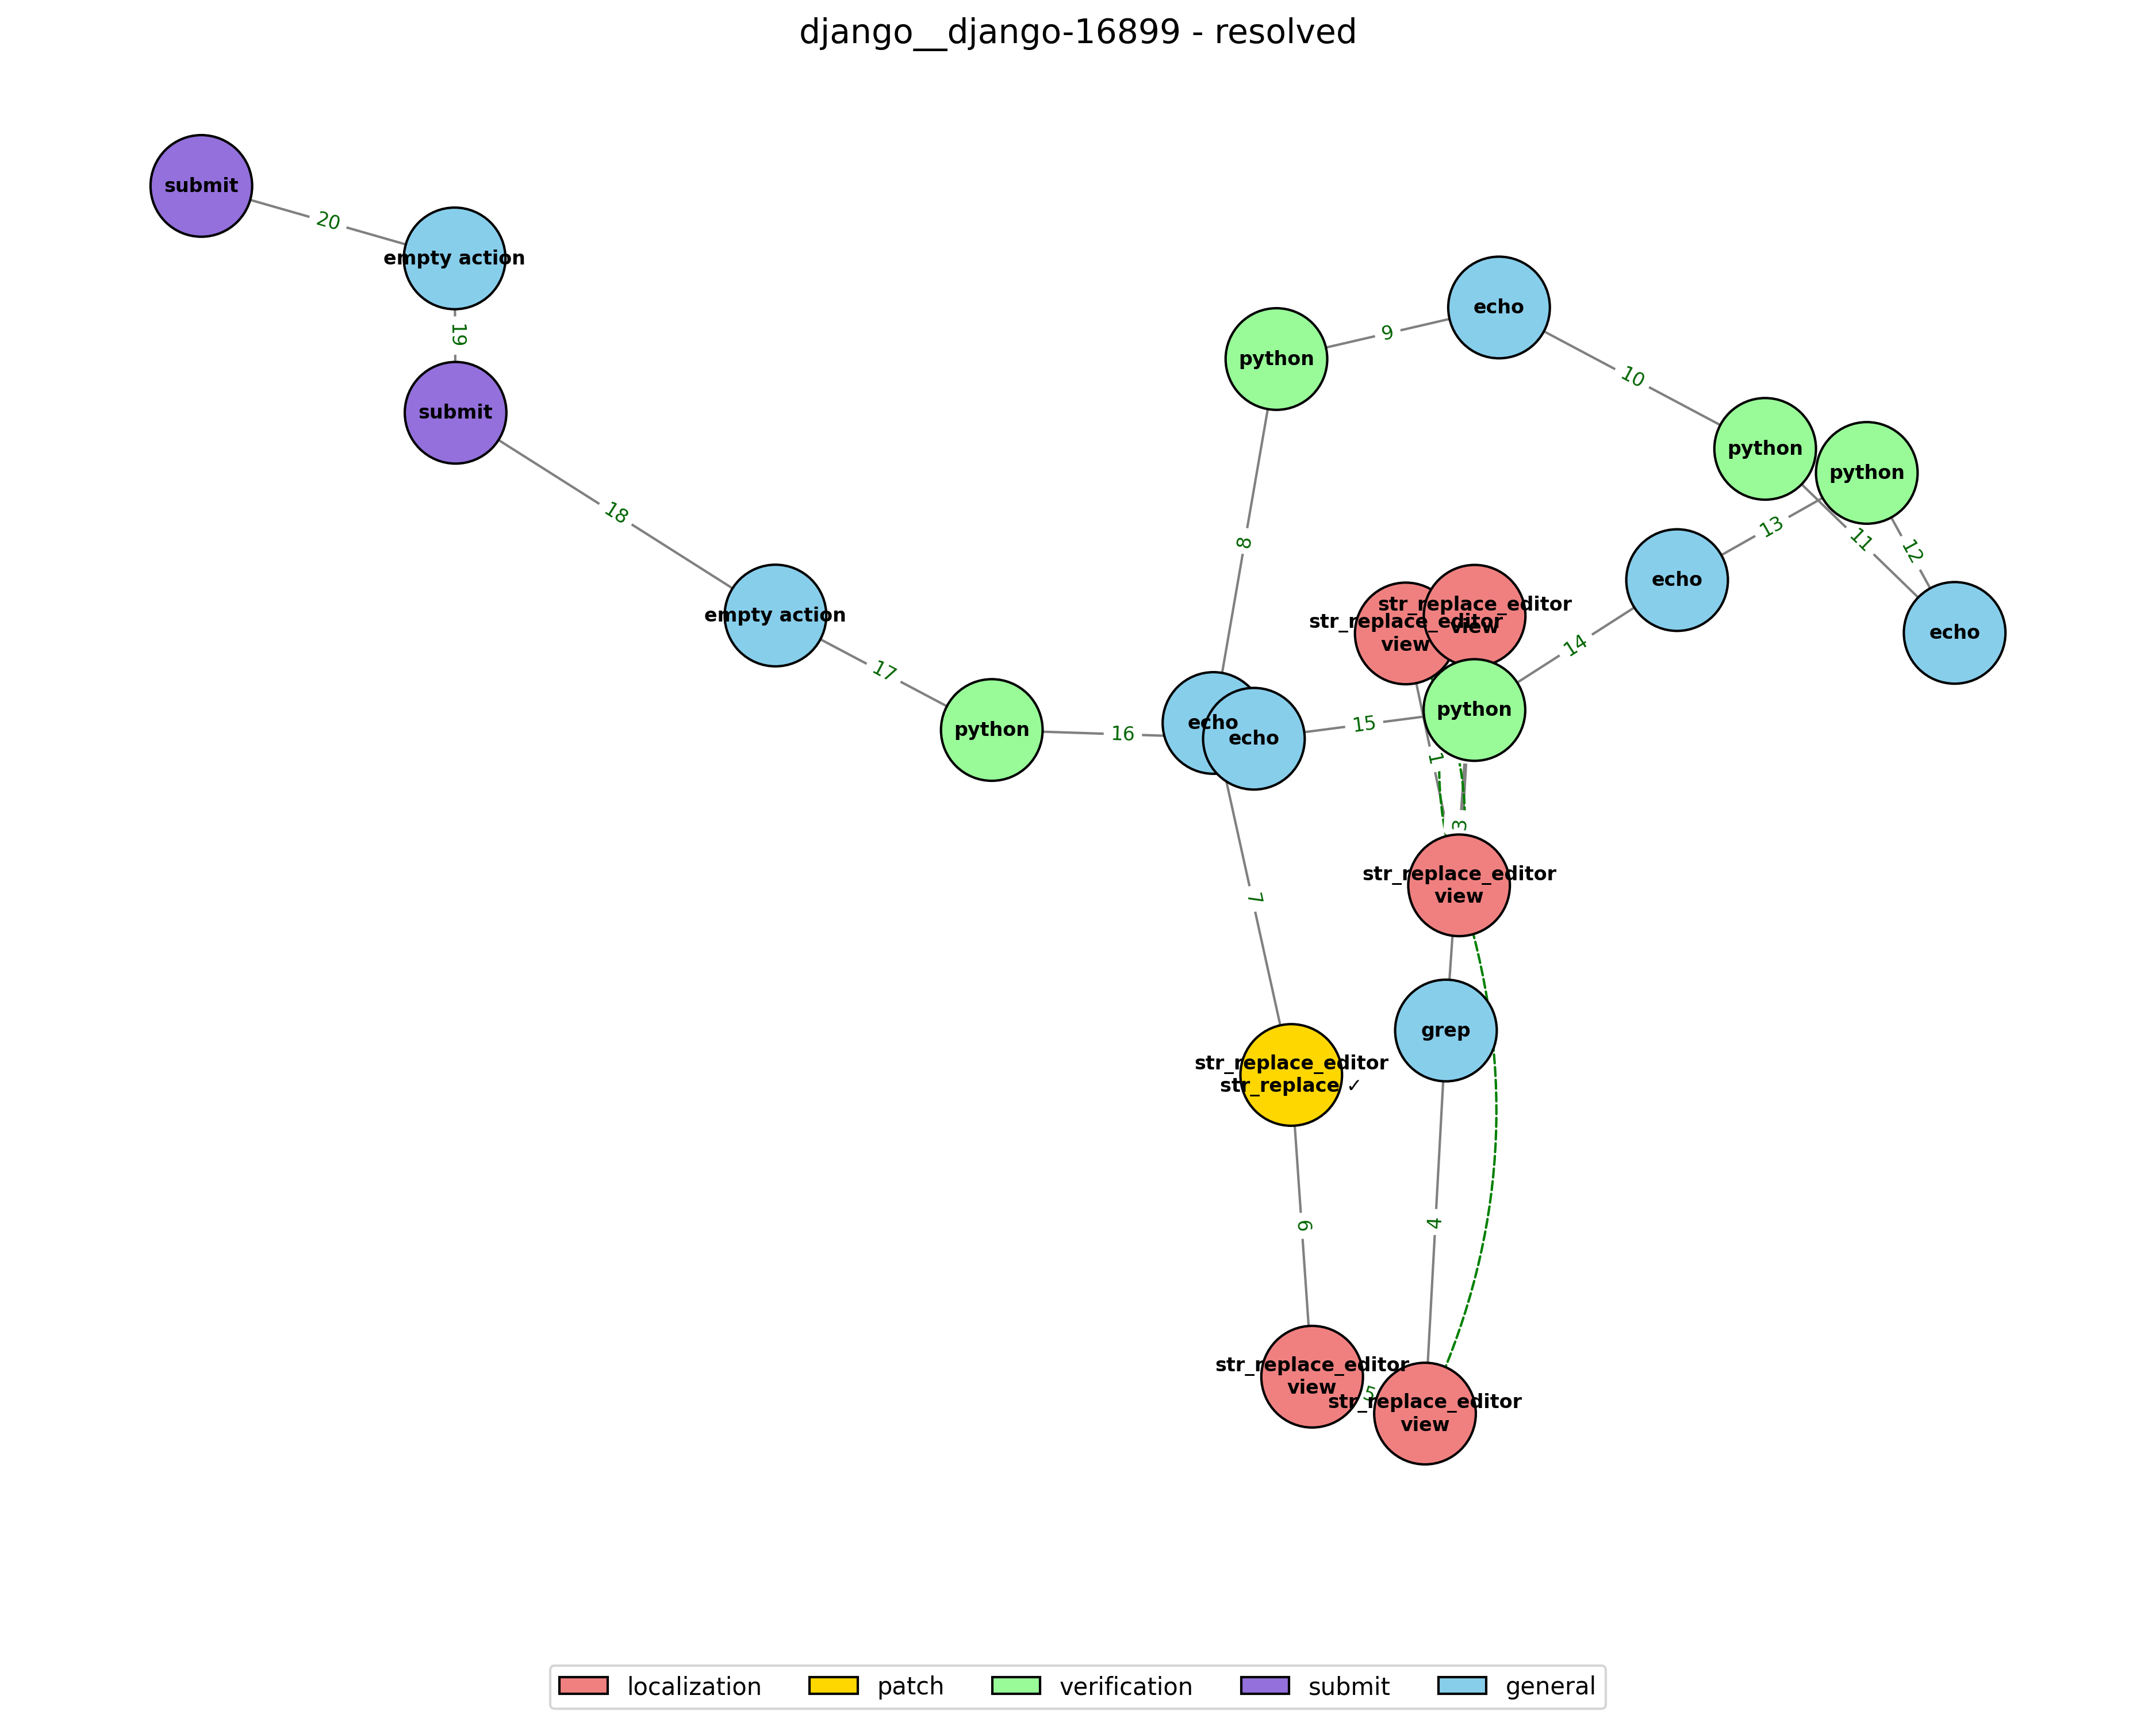 django__django-16899 - resolved
submit
20
empty action
19
submit
18
empty action
17
python
16
echo
echo
15
python
9
echo
10
python
python
13
11
12
echo
echo
14
8
str_replace_editor
view
str_replace_editor
view
python
1
3
str_replace_editor
view
7
grep
str_replace_editor
str_replace ✓
4
6
str_replace_editor
view
5
str_replace_editor
view
localization
patch
verification
submit
general